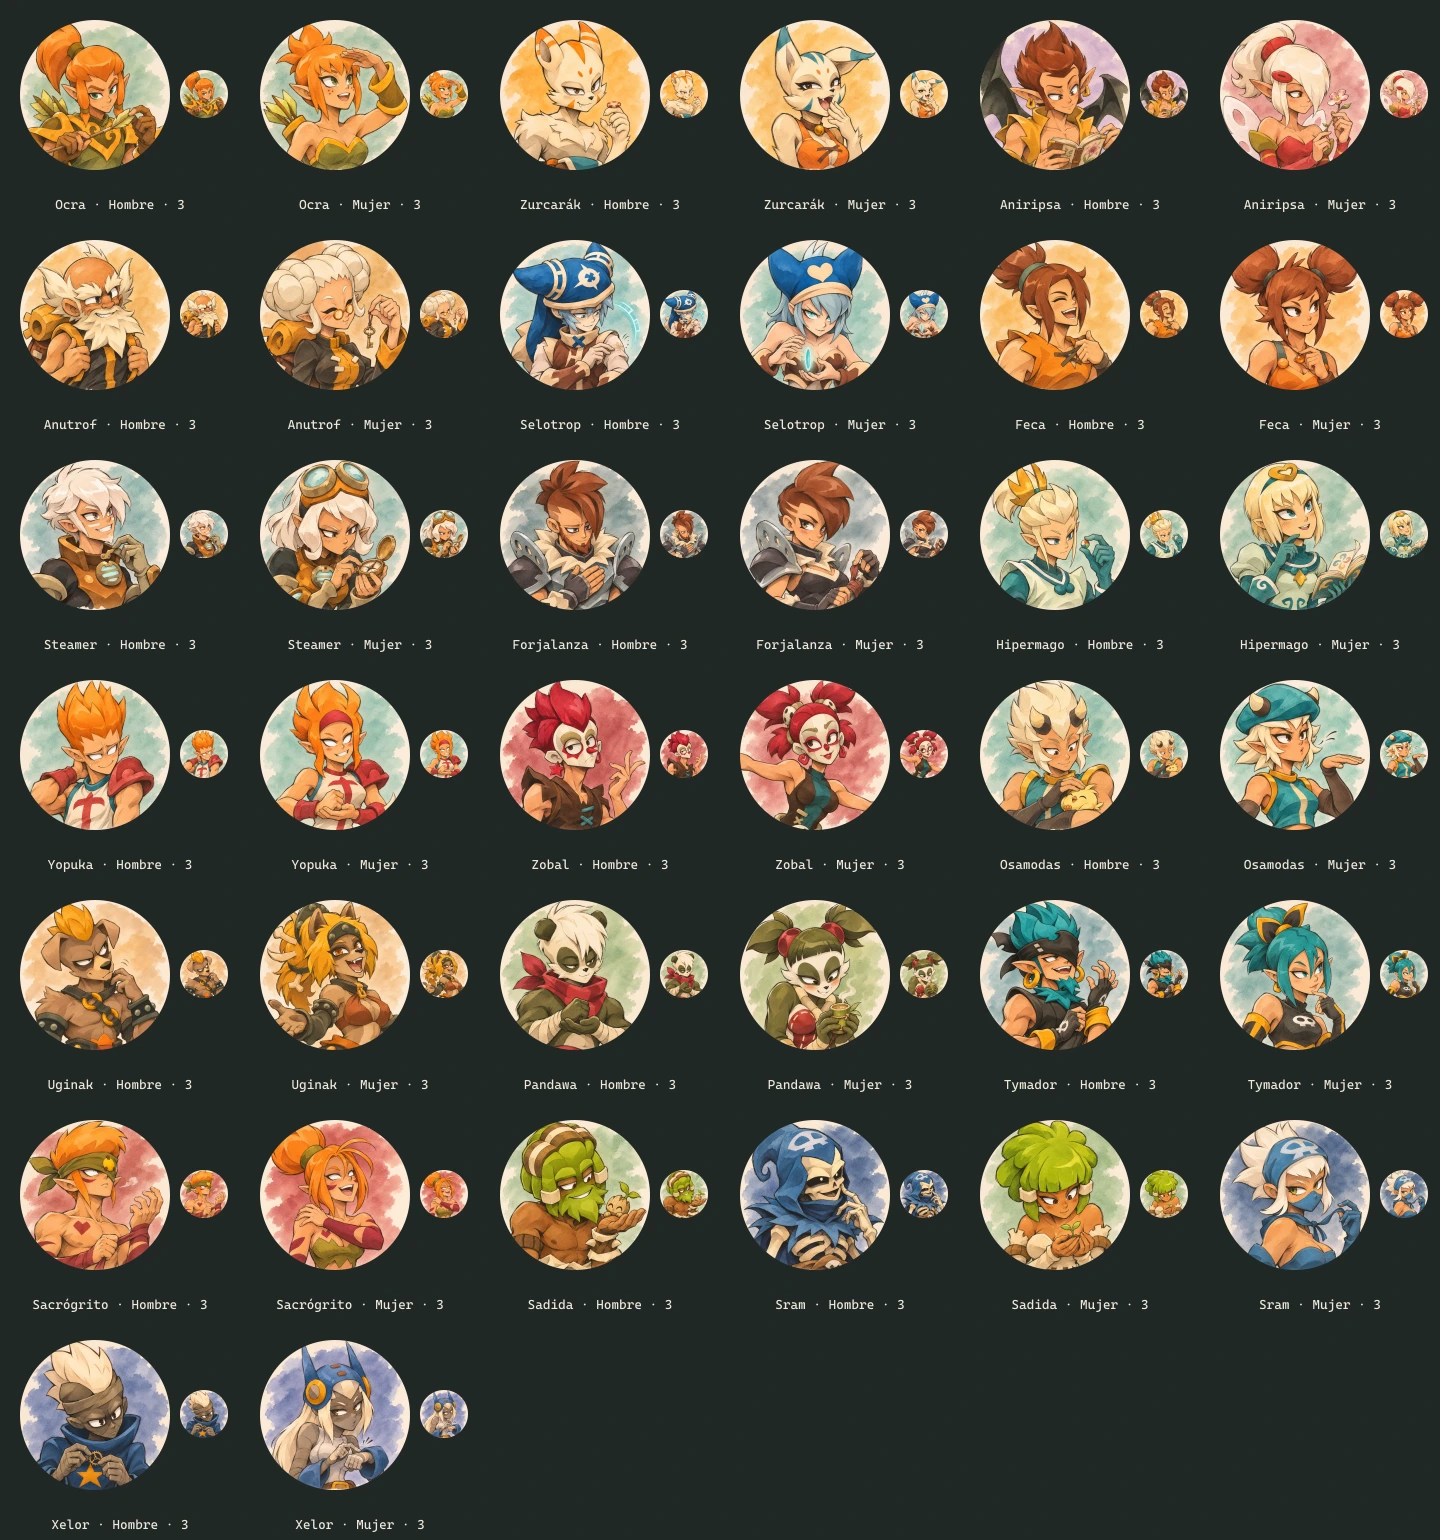 Ocra · Hombre · 3
Ocra · Mujer · 3
Zurcarák · Hombre · 3
Zurcarák · Mujer · 3
Aniripsa · Hombre · 3
Aniripsa · Mujer · 3
Anutrof · Hombre · 3
Anutrof · Mujer · 3
Selotrop · Hombre · 3
Selotrop · Mujer · 3
Feca · Hombre · 3
Feca · Mujer · 3
Steamer · Hombre · 3
Steamer · Mujer · 3
Forjalanza · Hombre · 3
Forjalanza · Mujer · 3
Hipermago · Hombre · 3
Hipermago · Mujer · 3
Yopuka · Hombre · 3
Yopuka · Mujer · 3
Zobal · Hombre · 3
Zobal · Mujer · 3
Osamodas · Hombre · 3
Osamodas · Mujer · 3
Uginak · Hombre · 3
Uginak · Mujer · 3
Pandawa · Hombre · 3
Pandawa · Mujer · 3
Tymador · Hombre · 3
Tymador · Mujer · 3
Sacrógrito · Hombre · 3
Sacrógrito · Mujer · 3
Sadida · Hombre · 3
Sram · Hombre · 3
Sadida · Mujer · 3
Sram · Mujer · 3
Xelor · Hombre · 3
Xelor · Mujer · 3